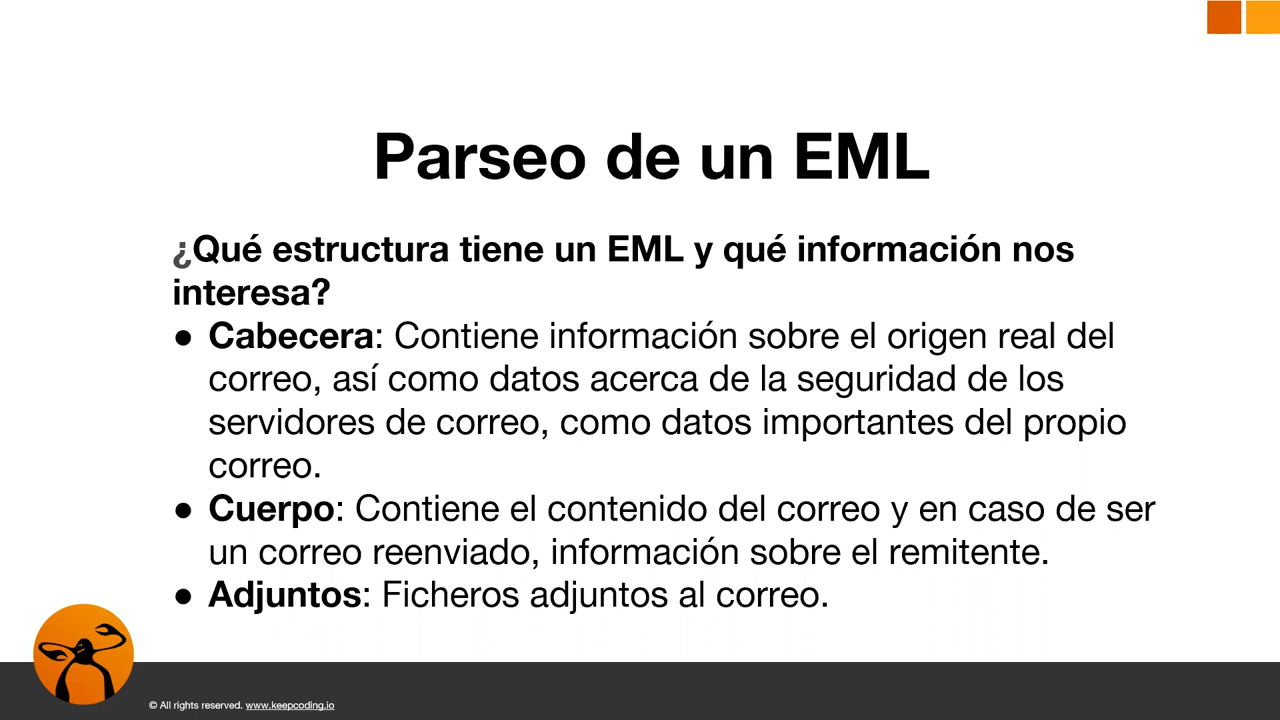 Parseo de un EML
¿Qué estructura tiene un EML y qué información nos
interesa?
● Cabecera: Contiene información sobre el origen real del
correo, así como datos acerca de la seguridad de los
servidores de correo, como datos importantes del propio
correo.
● Cuerpo: Contiene el contenido del correo y en caso de ser
un correo reenviado, información sobre el remitente.
● Adjuntos: Ficheros adjuntos al correo.
© All rights reserved. www.keepcoding.io